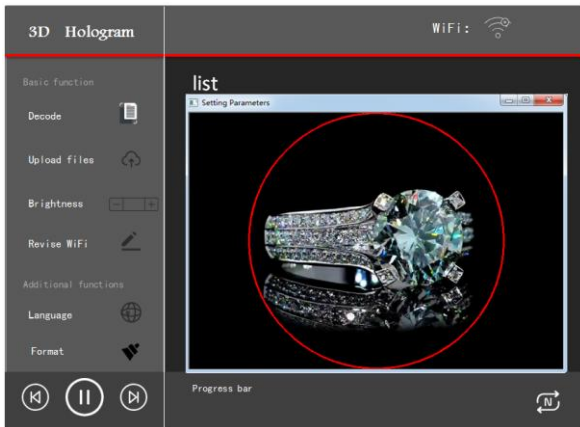 3D Hologram
WiFi:
Basic function
list
Setting Parameters
Decode
Upload files
Brightness
Revise WiFi
Additional functions
Language
Format
Progress bar
N